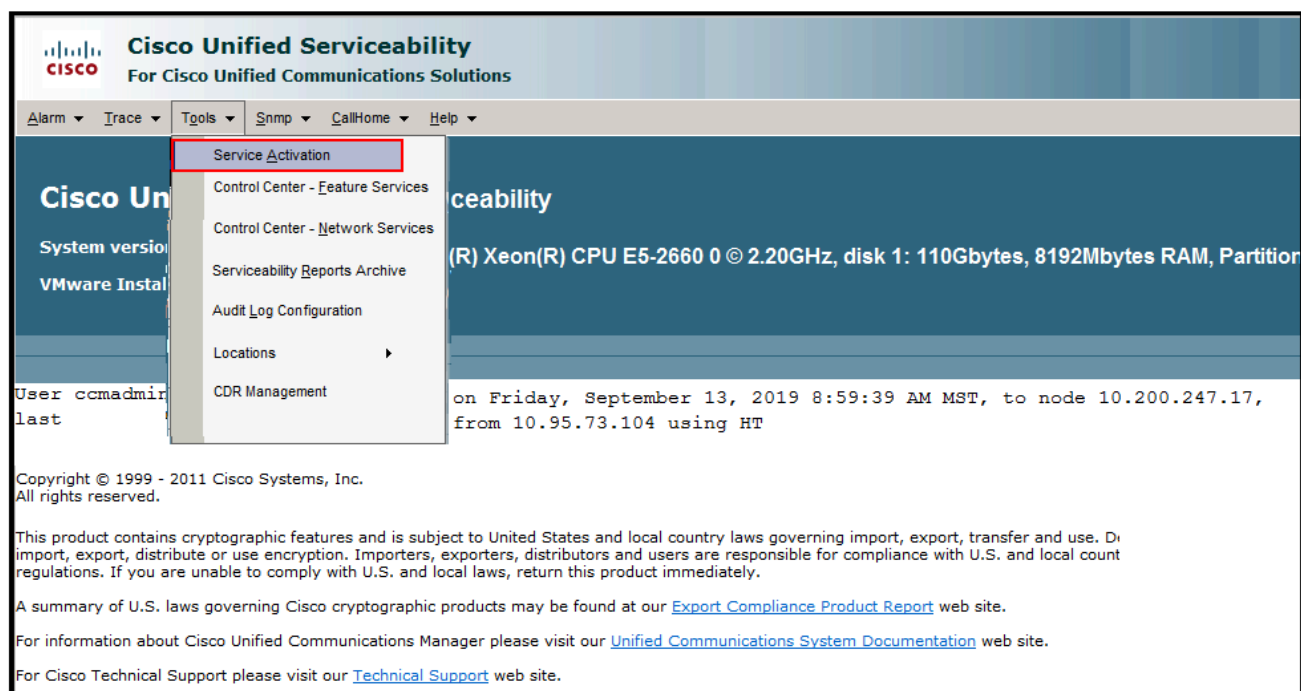 Cisco Unified Serviceability
CISCO
For Cisco Unified Communications Solutions
Alarm Trace Tools Snmp CallHome Help
Service Activation
Control Center - Feature Services
Control Center - Network Services
Serviceability Reports Archive
Audit Log Configuration
Locations
CDR Management
Cisco Un ceability
System versio (R) Xeon(R) CPU E5-2660 0 © 2.20GHz, disk 1: 110Gbytes, 8192Mbytes RAM, Partition
VMware Instal
User ccmadmin on Friday, September 13, 2019 8:59:39 AM MST, to node 10.200.247.17,
last from 10.95.73.104 using HT
Copyright © 1999 - 2011 Cisco Systems, Inc.
All rights reserved.
This product contains cryptographic features and is subject to United States and local country laws governing import, export, transfer and use. De
import, export, distribute or use encryption. Importers, exporters, distributors and users are responsible for compliance with U.S. and local count
regulations. If you are unable to comply with U.S. and local laws, return this product immediately.
A summary of U.S. laws governing Cisco cryptographic products may be found at our Export Compliance Product Report web site.
For information about Cisco Unified Communications Manager please visit our Unified Communications System Documentation web site.
For Cisco Technical Support please visit our Technical Support web site.